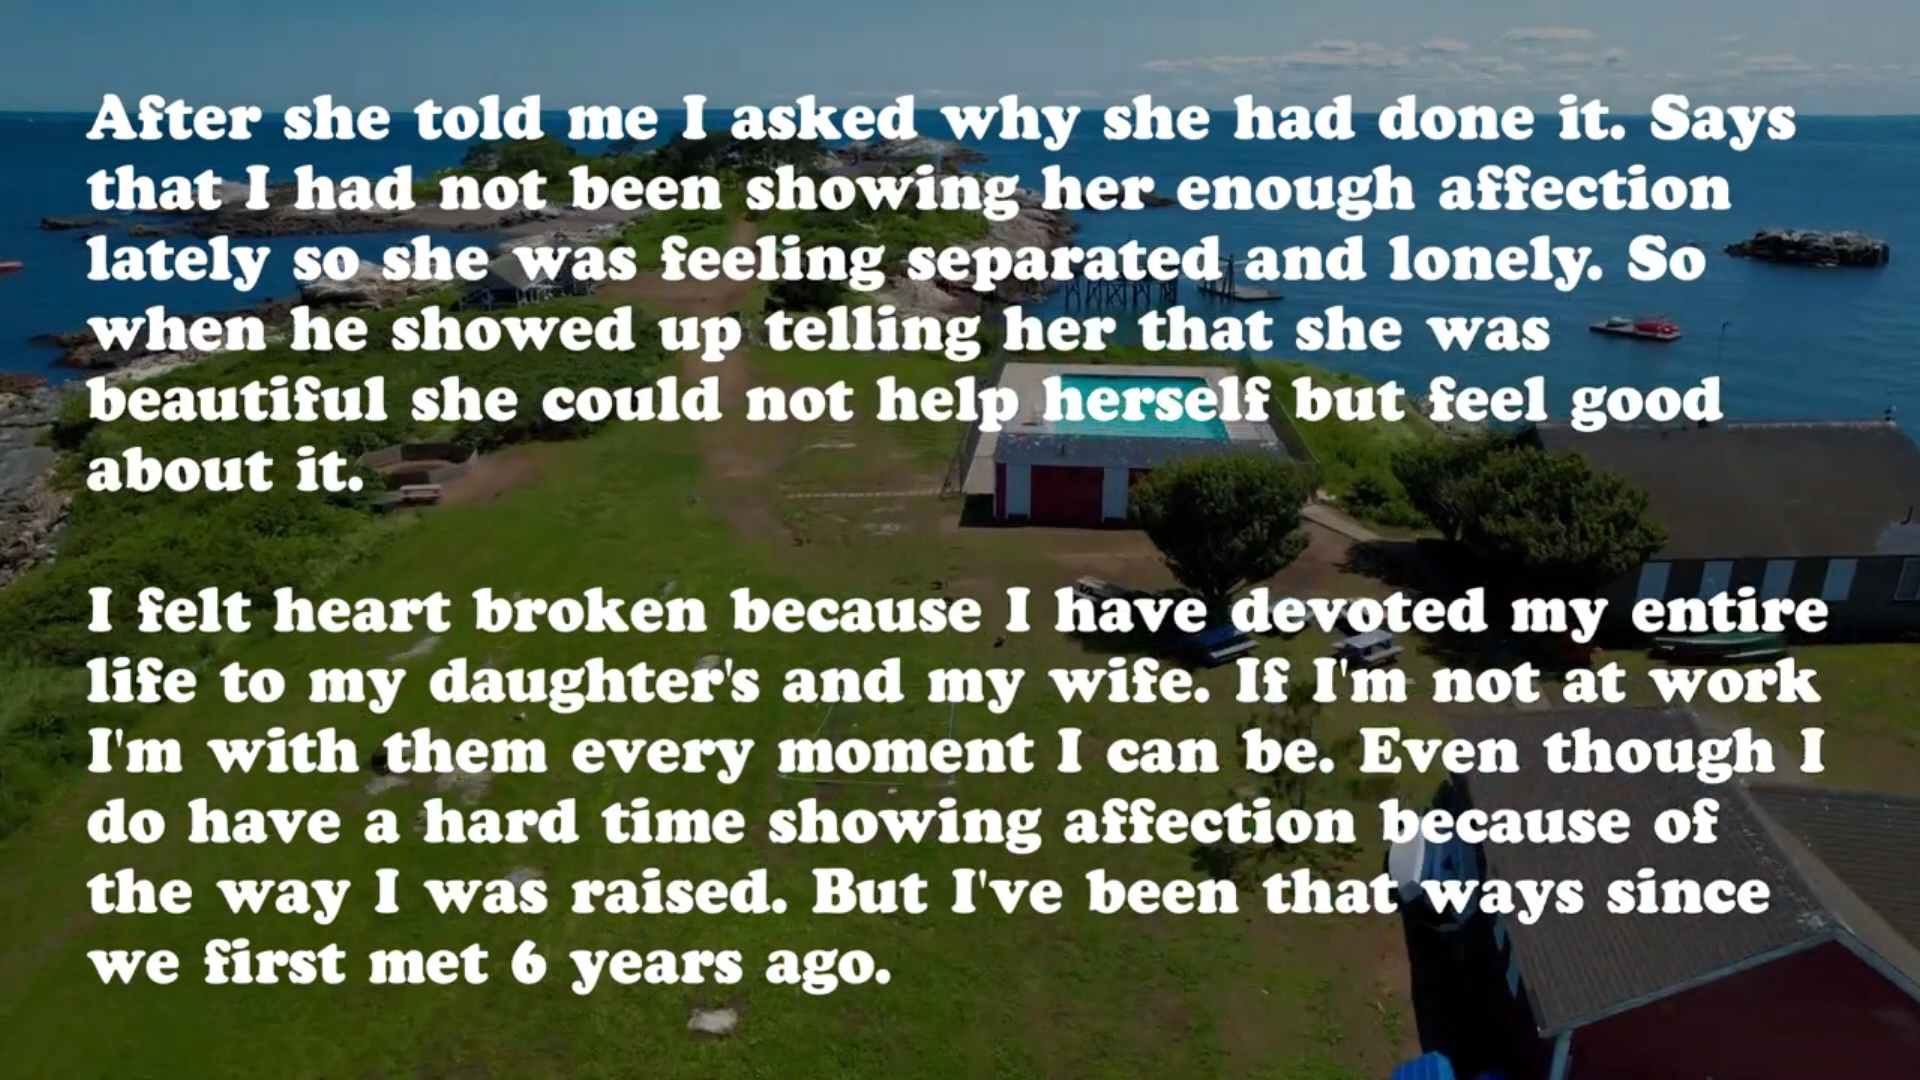 After she told me I asked why she had done it. Says
that I had not been showing her enough affection
lately so she was feeling separated and lonely. So
when he showed up telling her that she was
beautiful she could not help herself but feel good
about it.
I felt heart broken because I have devoted my entire
life to my daughter's and my wife. If I'm not at work
I'm with them every moment I can be. Even though I
do have a hard time showing affection because of
the way I was raised. But I've been that ways since
we first met 6 years ago.